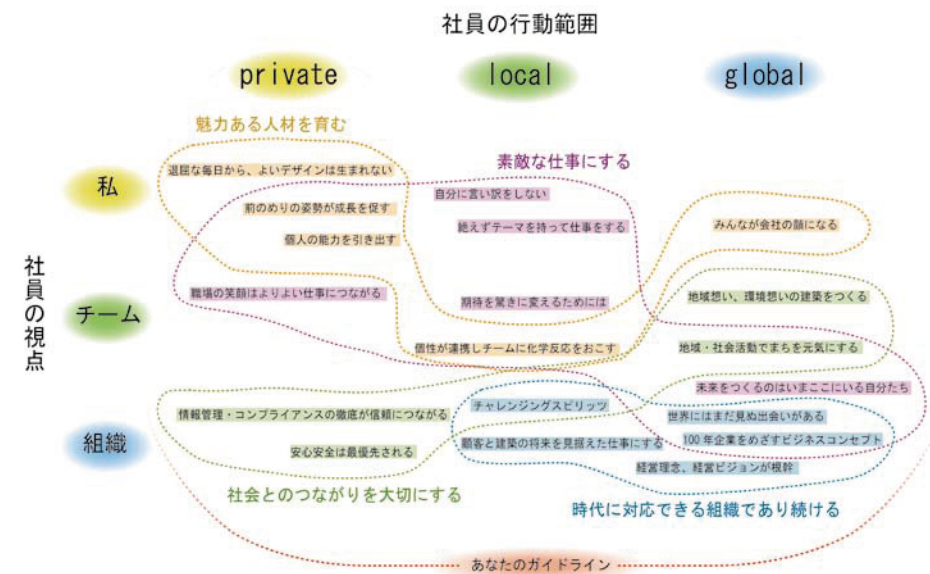 社員の行動範囲
private
local
global
魅力ある人材を育む
素敵な仕事にする
退屈な毎日から、よいデザインは生まれない
私
自分に言い訳をしない
前のめりの姿勢が成長を促す
絶えずテーマを持って仕事をする
みんなが会社の顔になる
個人の能力を引き出す
社員の視点
職場の笑顔はよりよい仕事につながる
期待を驚きに変えるためには
地域想い、環境想いの建築をつくる
チーム
個性が連携しチームに化学反応をおこす
地域・社会活動でまちを元気にする
未来をつくるのはいまここにいる自分たち
情報管理・コンプライアンスの徹底が信頼につながる
チャレンジングスピリッツ
世界にはまだ見ぬ出会いがある
組織
顧客と建築の将来を見据えた仕事にする
100年企業をめざすビジネスコンセプト
安心安全は最優先される
経営理念、経営ビジョンが根幹
社会とのつながりを大切にする
時代に対応できる組織であり続ける
あなたのガイドライン